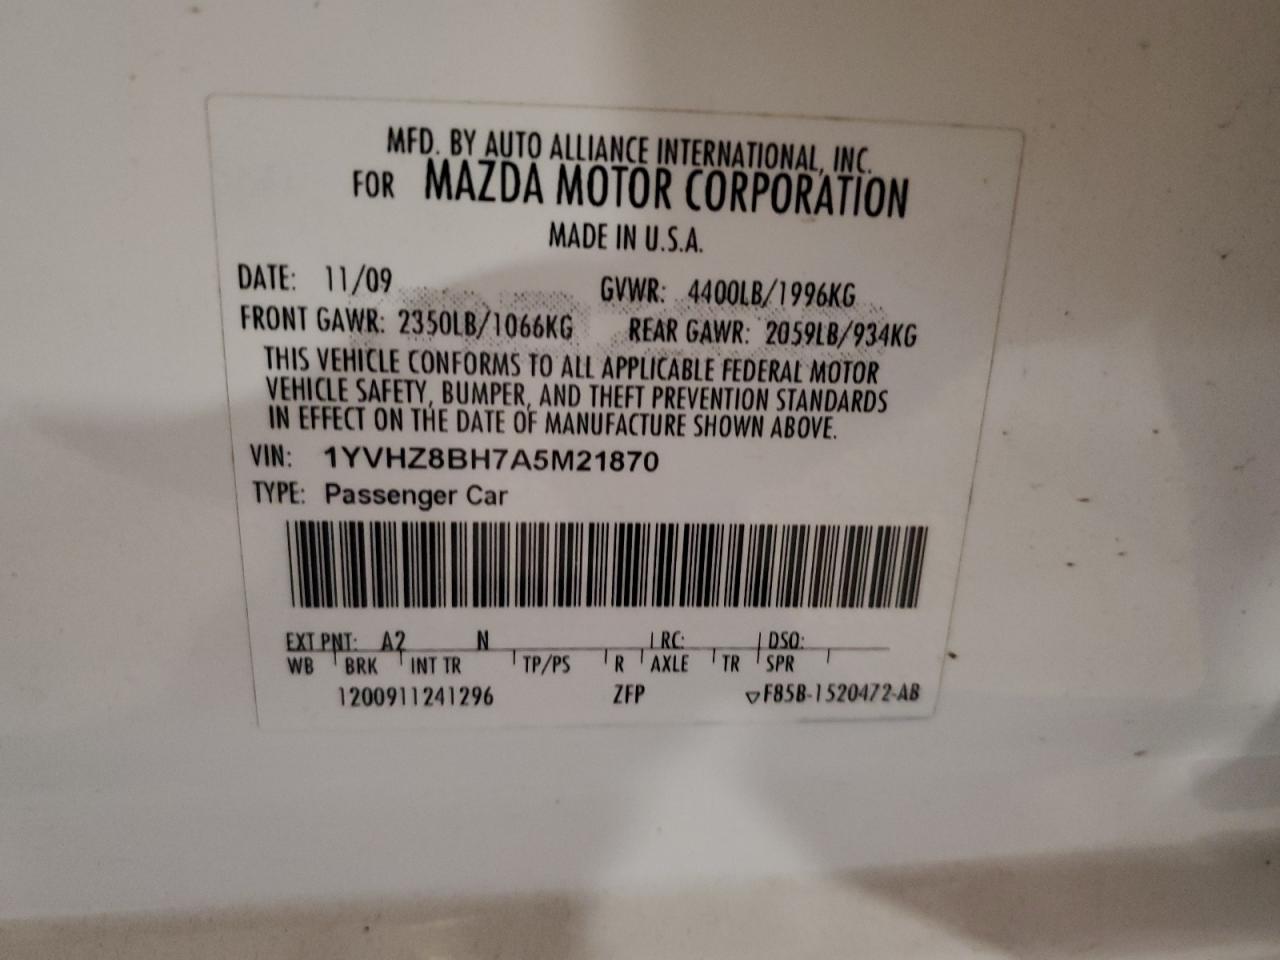 MFD. BY AUTO ALLIANCE INTERNATIONAL, INC.
FOR MAZDA MOTOR CORPORATION
MADE IN U.S.A.
DATE: 11/09 GVWR: 4400LB/1996KG
FRONT GAWR: 2350LB/1066KG REAR GAWR: 2059LB/934KG
THIS VEHICLE CONFORMS TO ALL APPLICABLE FEDERAL MOTOR
VEHICLE SAFETY, BUMPER, AND THEFT PREVENTION STANDARDS
IN EFFECT ON THE DATE OF MANUFACTURE SHOWN ABOVE.
VIN: 1YVHZ8BH7A5M21870
TYPE: Passenger Car
EXT PNT: A2 N RC: DSO:
WB BRK INT TR TP/PS R AXLE TR SPR
1200911241296 ZFP ▽F85B-1520472-AB